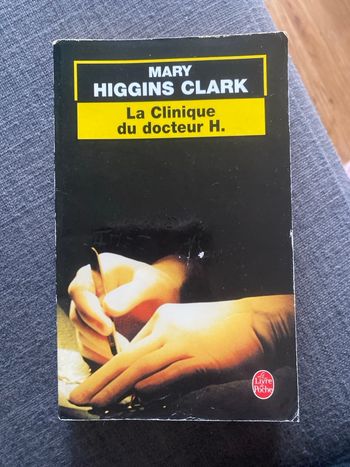 MARY
HIGGINS CLARK
La Clinique
du docteur H.
Le
Livre
de
Poche